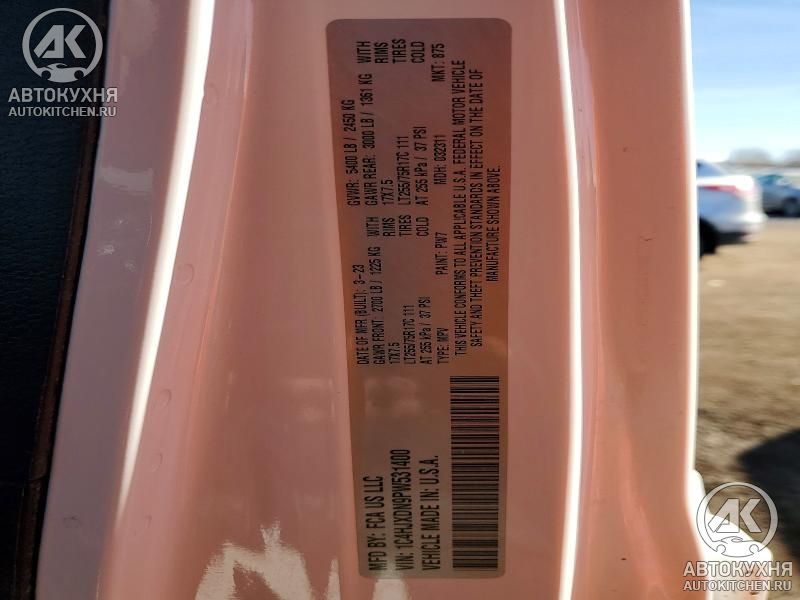 AK
АВТОКУХНЯ
AUTOKITCHEN.RU
MFD BY: FCA US LLC
DATE OF MFR (BUILT): 3-23
GVWR: 5400 LB / 2450 KG
WITH
GAWR FRONT: 2700 LB / 1225 KG
WITH
GAWR REAR: 3000 LB / 1361 KG
RIMS
17X7.5
RIMS
17X7.5
TIRES
LT255/75R17C 111
TIRES
LT255/75R17C 111
COLD
AT 255 kPa / 37 PSI
COLD
AT 255 kPa / 37 PSI
VIN: 1C4HJXDN9PW531400
TYPE: MPV
PAINT: PW7
MDH: 032311
MKT: 875
VEHICLE MADE IN: U.S.A.
THIS VEHICLE CONFORMS TO ALL APPLICABLE U.S.A. FEDERAL MOTOR VEHICLE
SAFETY AND THEFT PREVENTION STANDARDS IN EFFECT ON THE DATE OF
MANUFACTURE SHOWN ABOVE.
AK
АВТОКУХНЯ
AUTOKITCHEN.RU